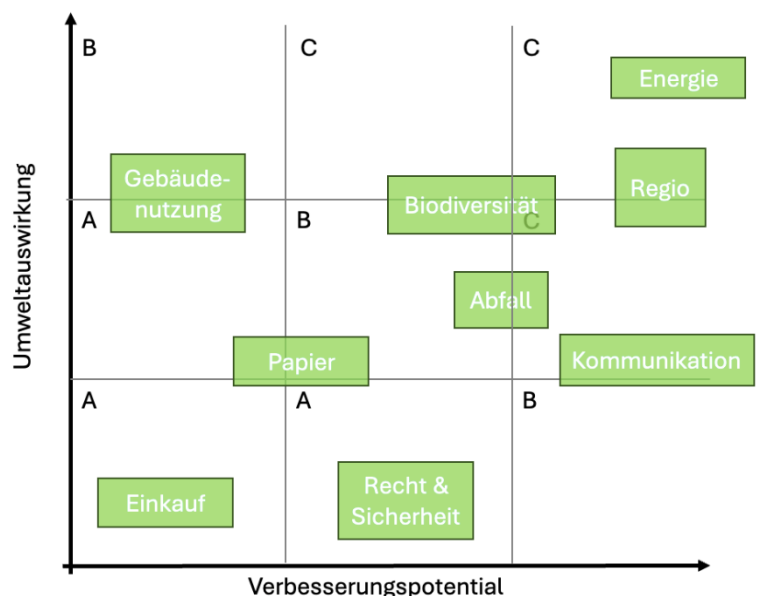 B
C
C
Energie
Gebäude-
nutzung
Biodiversität
Regio
A
B
C
Abfall
Papier
Kommunikation
A
A
B
Einkauf
Recht &
Sicherheit
Umweltauswirkung
Verbesserungspotential